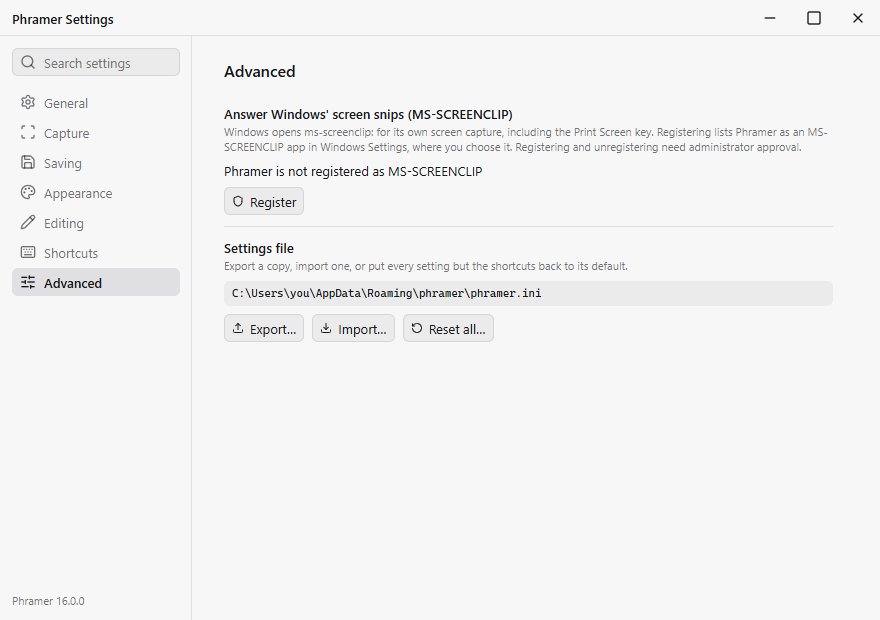 Phramer Settings
Search settings
General
Capture
Saving
Appearance
Editing
Shortcuts
Advanced
Phramer 16.0.0
Advanced
Answer Windows' screen snips (MS-SCREENCLIP)
Windows opens ms-screenclip: for its own screen capture, including the Print Screen key. Registering lists Phramer as an MS-
SCREENCLIP app in Windows Settings, where you choose it. Registering and unregistering need administrator approval.
Phramer is not registered as MS-SCREENCLIP
Register
Settings file
Export a copy, import one, or put every setting but the shortcuts back to its default.
C:\Users\you\AppData\Roaming\phramer\phramer.ini
Export... Import... Reset all...